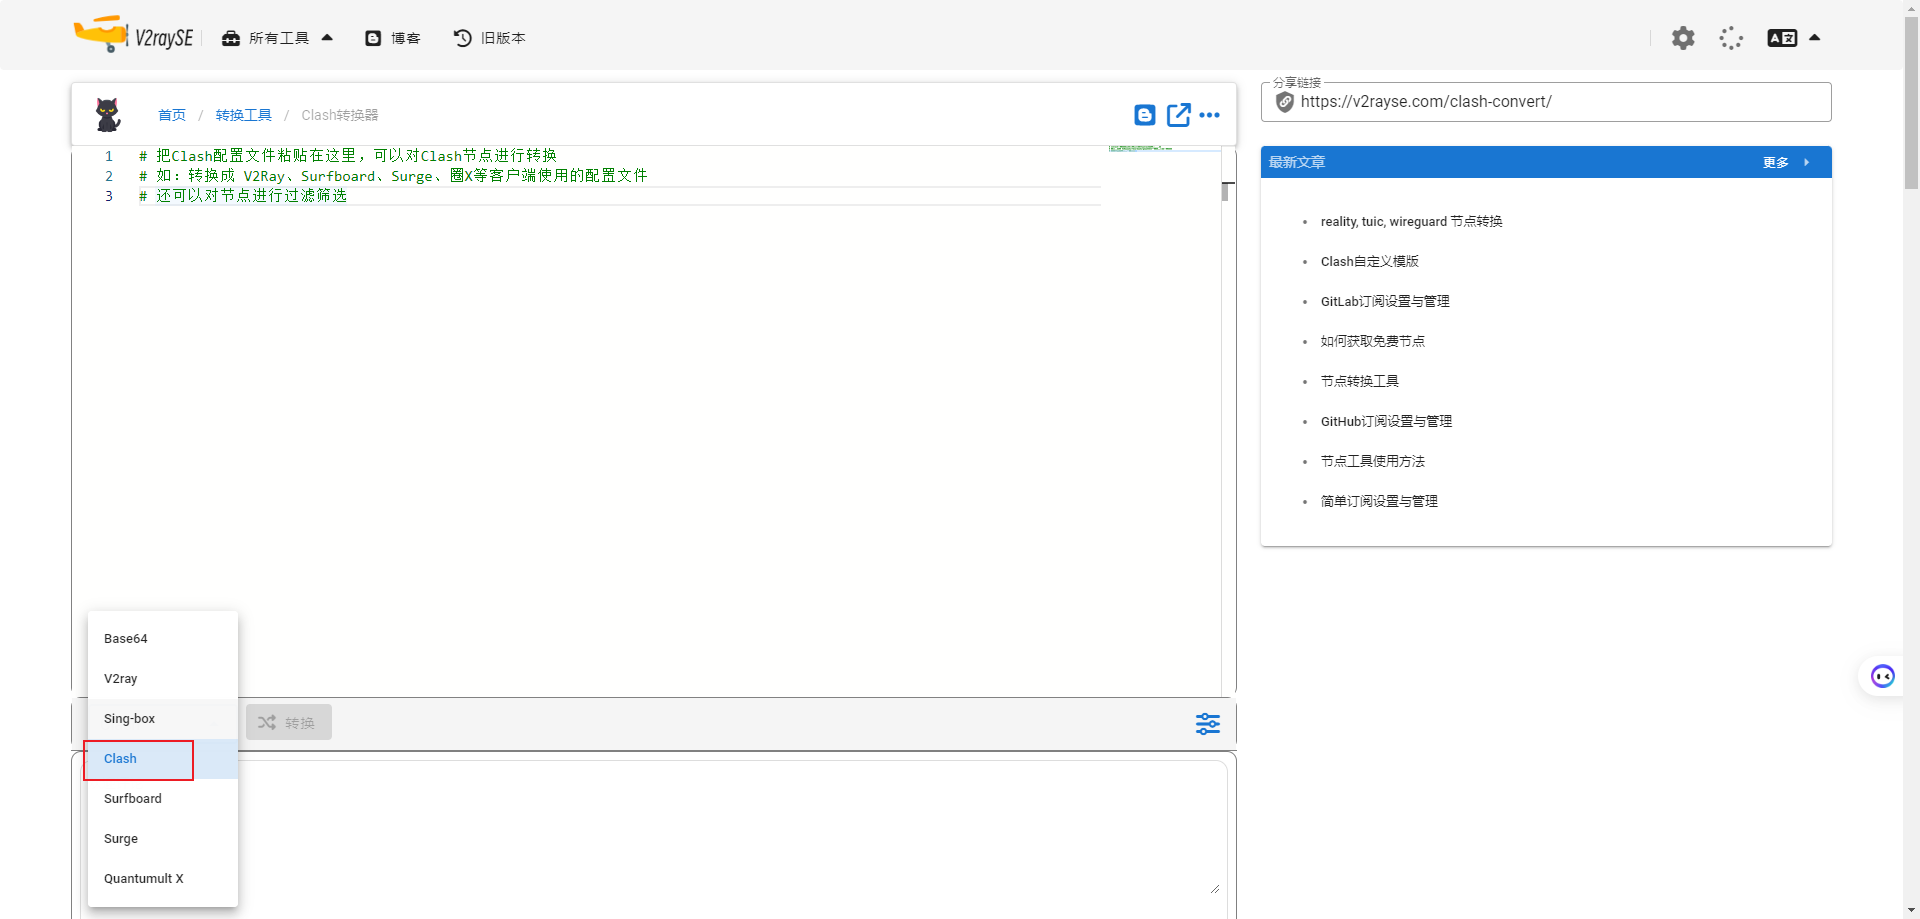 V2raySE
所有工具
博客
旧版本
首页 / 转换工具 / Clash转换器
1 # 把Clash配置文件粘贴在这里，可以对Clash节点进行转换
2 # 如：转换成 V2Ray、Surfboard、Surge、圈X等客户端使用的配置文件
3 # 还可以对节点进行过滤筛选
Base64
V2ray
Sing-box
Clash
Surfboard
Surge
Quantumult X
转换
分享链接
https://v2rayse.com/clash-convert/
最新文章
更多
reality, tuic, wireguard 节点转换
Clash自定义模版
GitLab订阅设置与管理
如何获取免费节点
节点转换工具
GitHub订阅设置与管理
节点工具使用方法
简单订阅设置与管理